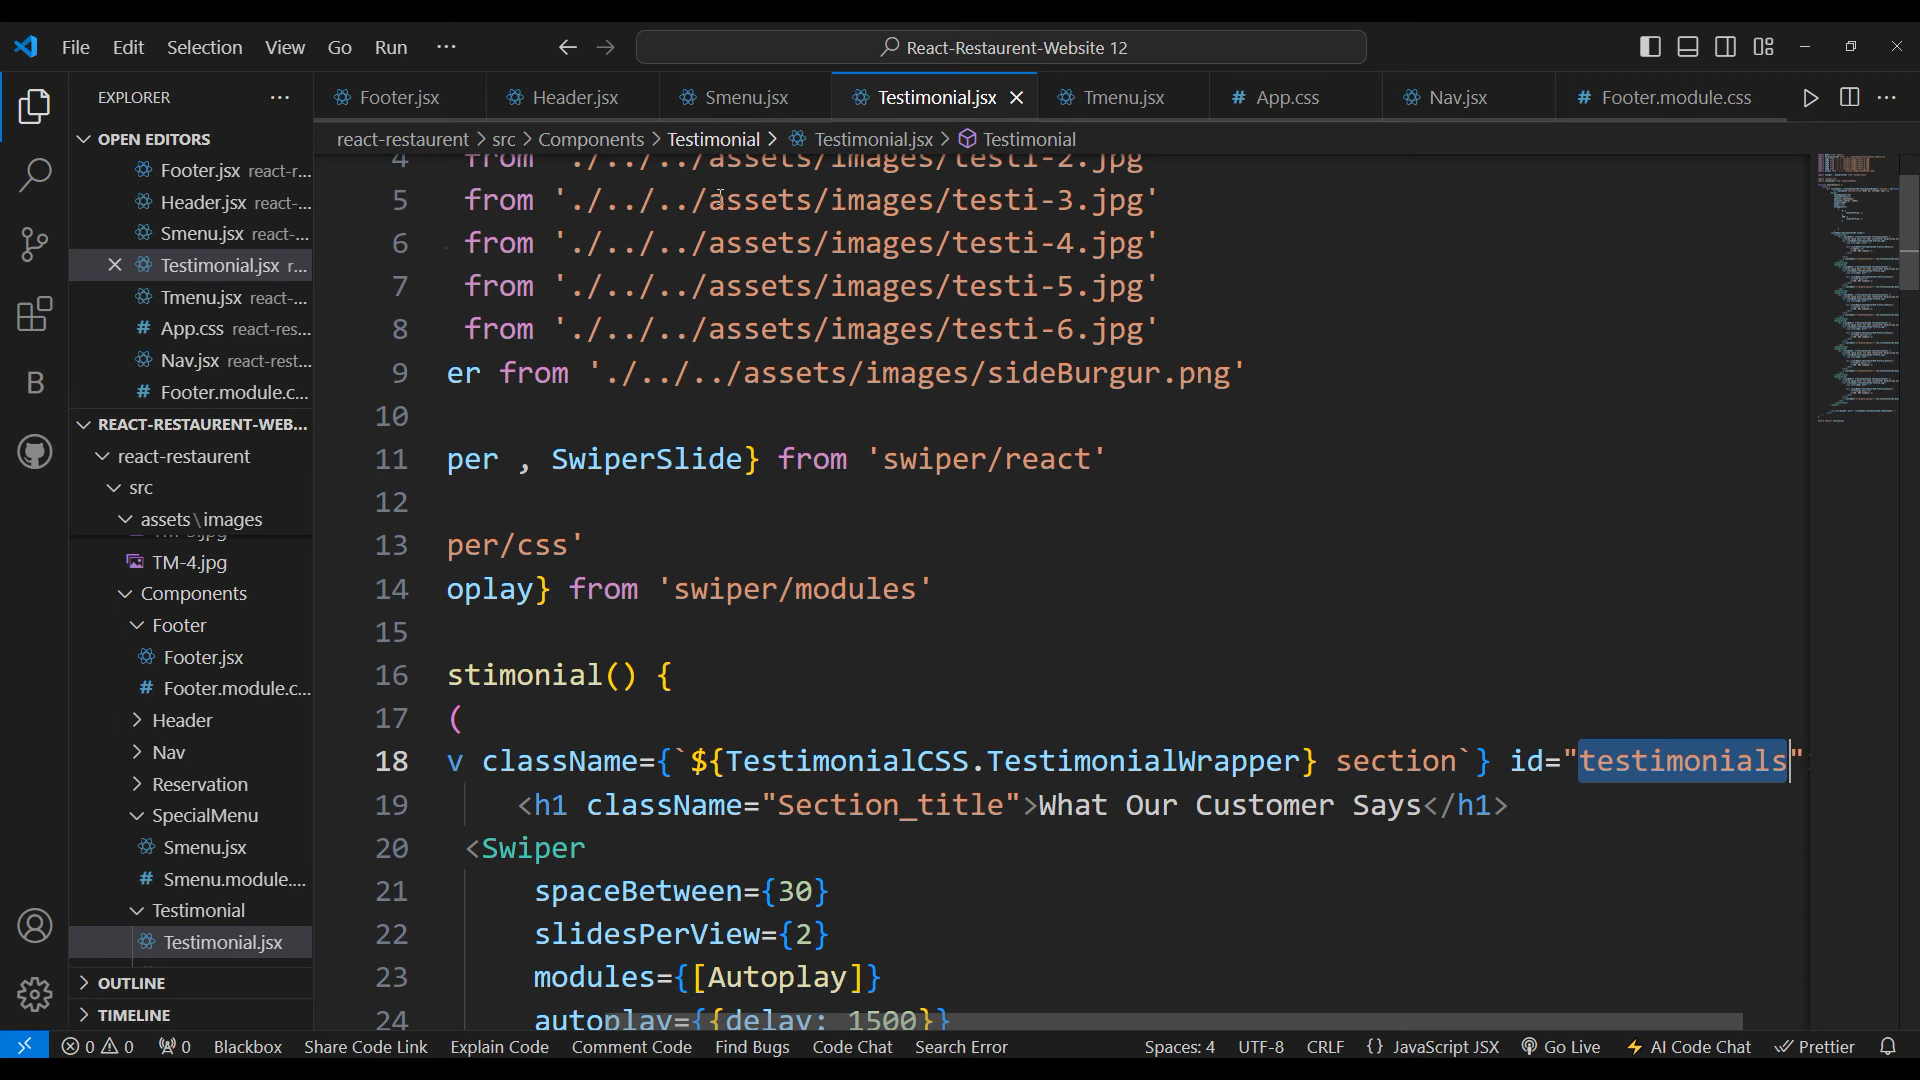 File Edit Selection View Go Run ···
React-Restaurent-Website 12
EXPLORER
OPEN EDITORS
Footer.jsx react-r...
Header.jsx react-...
Smenu.jsx react-...
Testimonial.jsx r...
Tmenu.jsx react-...
App.css react-res...
Nav.jsx react-rest...
Footer.module.c...
REACT-RESTAURENT-WEB...
react-restaurent
src
assets\images
TM-4.jpg
Components
Footer
Footer.jsx
Footer.module.c...
Header
Nav
Reservation
SpecialMenu
Smenu.jsx
Smenu.module....
Testimonial
Testimonial.jsx
OUTLINE
TIMELINE
Footer.jsx Header.jsx Smenu.jsx Testimonial.jsx Tmenu.jsx App.css Nav.jsx Footer.module.css
react-restaurent > src > Components > Testimonial > Testimonial.jsx > Testimonial
4 from './../../assets/images/testi-2.jpg'
5 from './../../assets/images/testi-3.jpg'
6 from './../../assets/images/testi-4.jpg'
7 from './../../assets/images/testi-5.jpg'
8 from './../../assets/images/testi-6.jpg'
9 er from './../../assets/images/sideBurgur.png'
10
11 per , SwiperSlide} from 'swiper/react'
12
13 per/css'
14 oplay} from 'swiper/modules'
15
16 stimonial() {
17 (
18 v className={`${TestimonialCSS.TestimonialWrapper} section`} id="testimonials"
19 <h1 className="Section_title">What Our Customer Says</h1>
20 <Swiper
21 spaceBetween={30}
22 slidesPerView={2}
23 modules={[Autoplay]}
24 autoplay={{delay: 1500}}
0 0 0 Blackbox Share Code Link Explain Code Comment Code Find Bugs Code Chat Search Error Spaces: 4 UTF-8 CRLF {} JavaScript JSX Go Live AI Code Chat Prettier